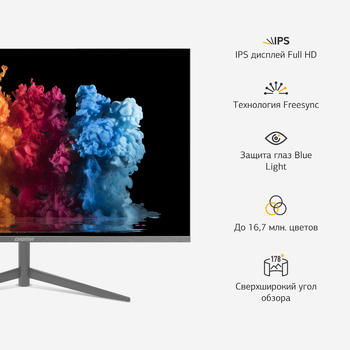 IPS
IPS дисплей Full HD
Технология Freesync
Защита глаз Blue
Light
До 16,7 млн. цветов
178°
Сверхширокий угол
обзора